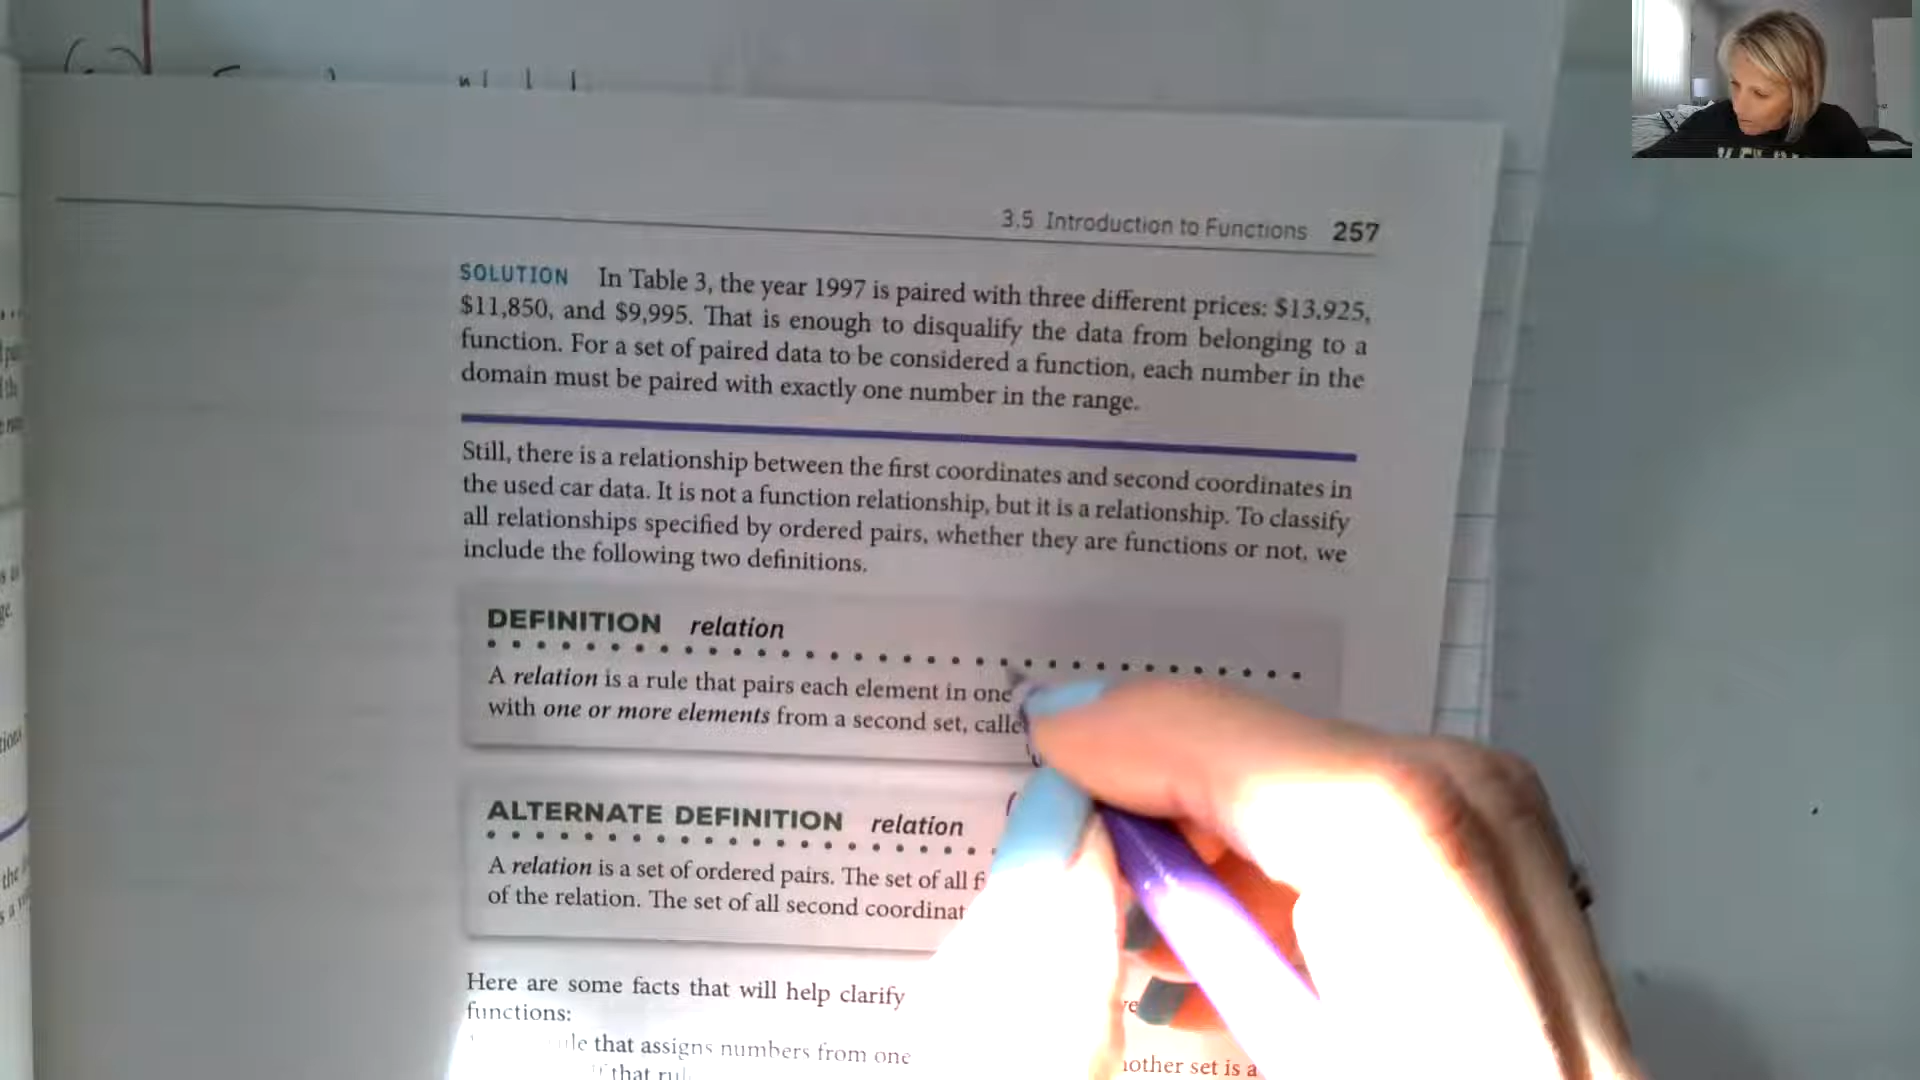 3.5 Introduction to Functions 257
SOLUTION In Table 3, the year 1997 is paired with three different prices: $13,925,
$11,850, and $9,995. That is enough to disqualify the data from belonging to a
function. For a set of paired data to be considered a function, each number in the
domain must be paired with exactly one number in the range.
Still, there is a relationship between the first coordinates and second coordinates in
the used car data. It is not a function relationship, but it is a relationship. To classify
all relationships specified by ordered pairs, whether they are functions or not, we
include the following two definitions.
DEFINITION relation
A relation is a rule that pairs each element in one
with one or more elements from a second set,
ALTERNATE DEFINITION relation
A relation is a set of ordered pairs. The set of all
of the relation. The set of all second
Here are some facts that will help clarify
functions:
that assigns numbers from one
other set is a
that